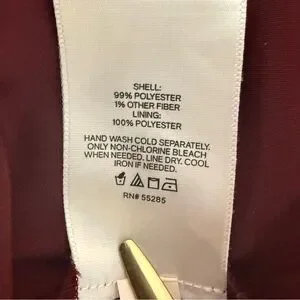 SHELL:
99% POLYESTER
1% OTHER FIBER
LINING:
100% POLYESTER
HAND WASH COLD SEPARATELY.
ONLY NON-CHLORINE BLEACH
WHEN NEEDED. LINE DRY. COOL
IRON IF NEEDED.
RN# 55285